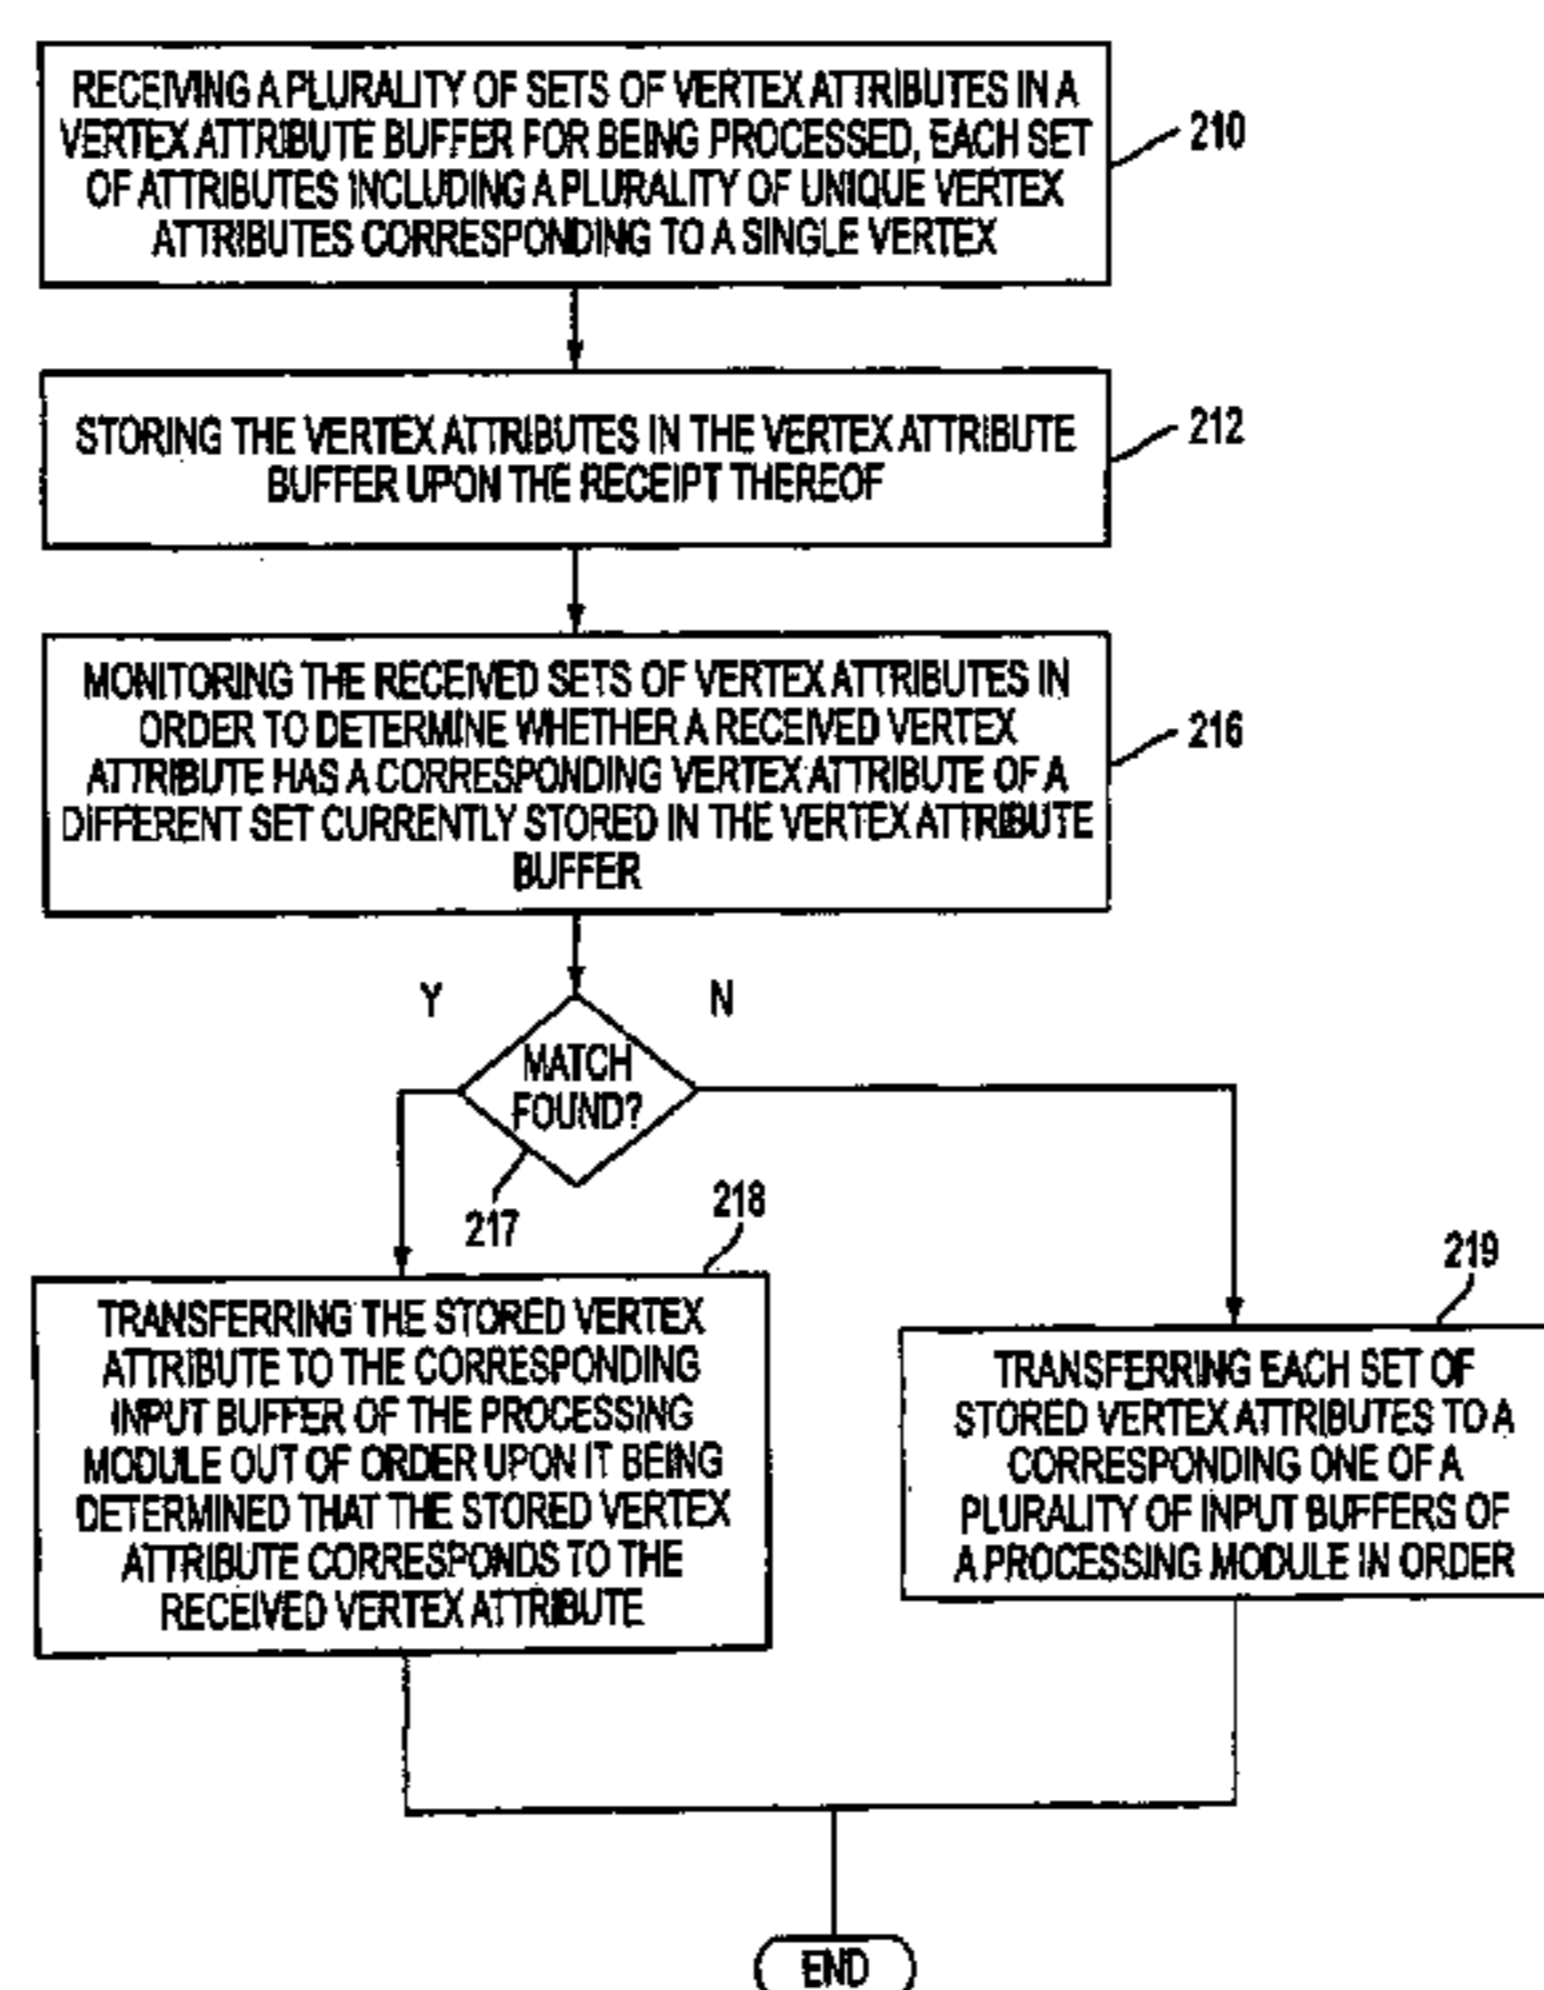 RECEIVING A PLURALITY OF SETS OF VERTEX ATTRIBUTES IN A
VERTEX ATTRIBUTE BUFFER FOR BEING PROCESSED, EACH SET
OF ATTRIBUTES INCLUDING A PLURALITY OF UNIQUE VERTEX
ATTRIBUTES CORRESPONDING TO A SINGLE VERTEX
210
STORING THE VERTEX ATTRIBUTES IN THE VERTEX ATTRIBUTE
BUFFER UPON THE RECEIPT THEREOF
212
MONITORING THE RECEIVED SETS OF VERTEX ATTRIBUTES IN
ORDER TO DETERMINE WHETHER A RECEIVED VERTEX
ATTRIBUTE HAS A CORRESPONDING VERTEX ATTRIBUTE OF A
DIFFERENT SET CURRENTLY STORED IN THE VERTEX ATTRIBUTE
BUFFER
216
Y
N
MATCH
FOUND?
217
218
TRANSFERRING THE STORED VERTEX
ATTRIBUTE TO THE CORRESPONDING
INPUT BUFFER OF THE PROCESSING
MODULE OUT OF ORDER UPON IT BEING
DETERMINED THAT THE STORED VERTEX
ATTRIBUTE CORRESPONDS TO THE
RECEIVED VERTEX ATTRIBUTE
219
TRANSFERRING EACH SET OF
STORED VERTEX ATTRIBUTES TO A
CORRESPONDING ONE OF A
PLURALITY OF INPUT BUFFERS OF
A PROCESSING MODULE IN ORDER
END